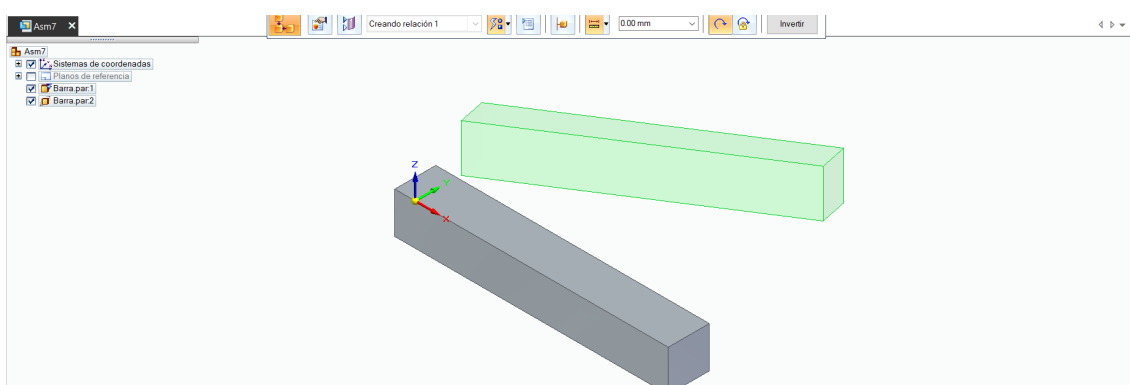 Asm7
Creando relación 1
0.00 mm
Invertir
Asm7
Sistemas de coordenadas
Planos de referencia
Barra.par:1
Barra.par:2
Z
Y
X